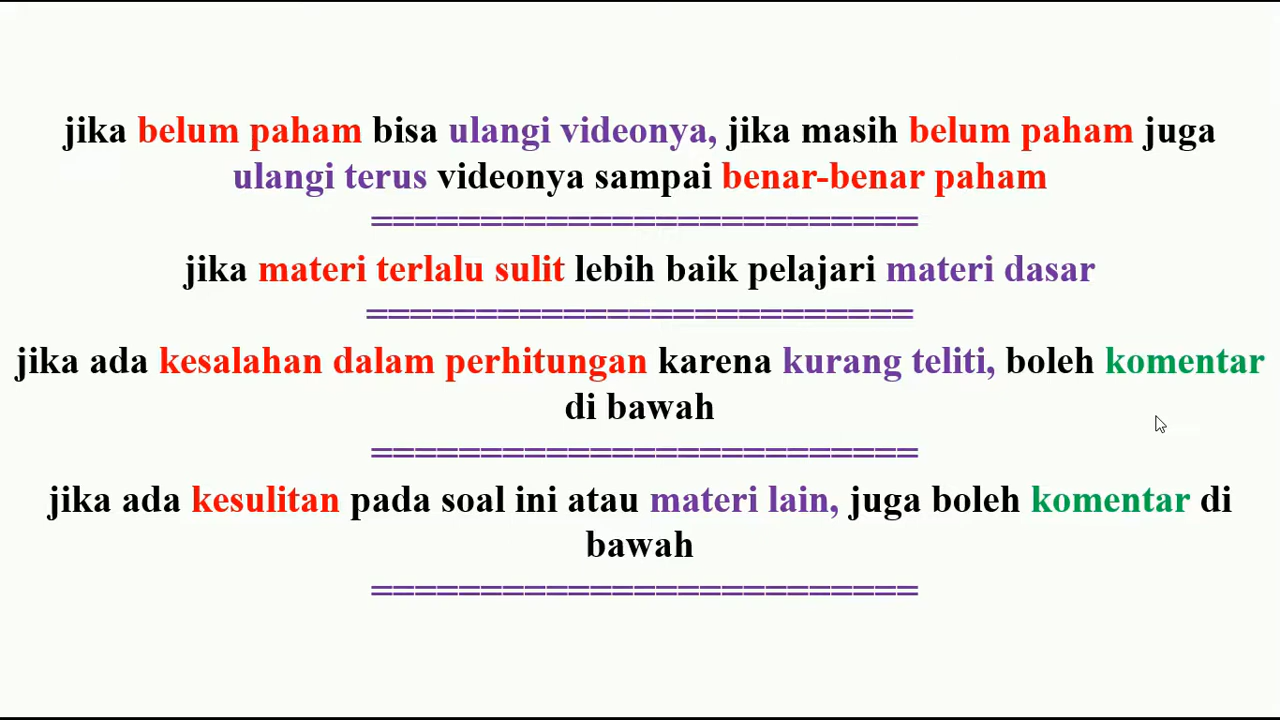 jika belum paham bisa ulangi videonya, jika masih belum paham juga
ulangi terus videonya sampai benar-benar paham
=========================
jika materi terlalu sulit lebih baik pelajari materi dasar
=========================
jika ada kesalahan dalam perhitungan karena kurang teliti, boleh komentar
di bawah
=========================
jika ada kesulitan pada soal ini atau materi lain, juga boleh komentar di
bawah
=========================